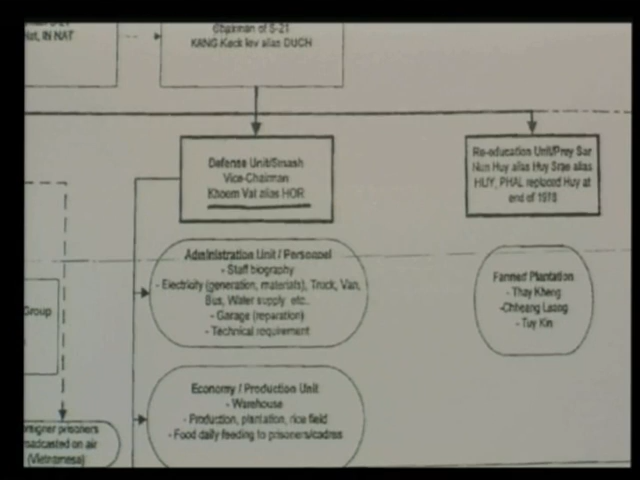 IN NAT
Chairman of S-21
KANG Keck Iev alias DUCH
Defense Unit/Smash
Vice-Chairman
Khoem Vat alias HOR
Re-education Unit/Prey Sar
Nun Huy alias Huy Srae alias
HUY, PHAL replaced Huy at
end of 1978
Administration Unit / Personnel
- Staff biography
- Electricity (generation, materials), Truck, Van,
Bus, Water supply etc..
- Garage (reparation)
- Technical requirement
Farmed Plantation
- Thay Kheng
-Chheang Laang
- Tuy Kin
Group
Economy / Production Unit
- Warehouse
- Production, plantation, rice field
- Food daily feeding to prisoners/cadres
prisoners
on air
(Vietnamese)